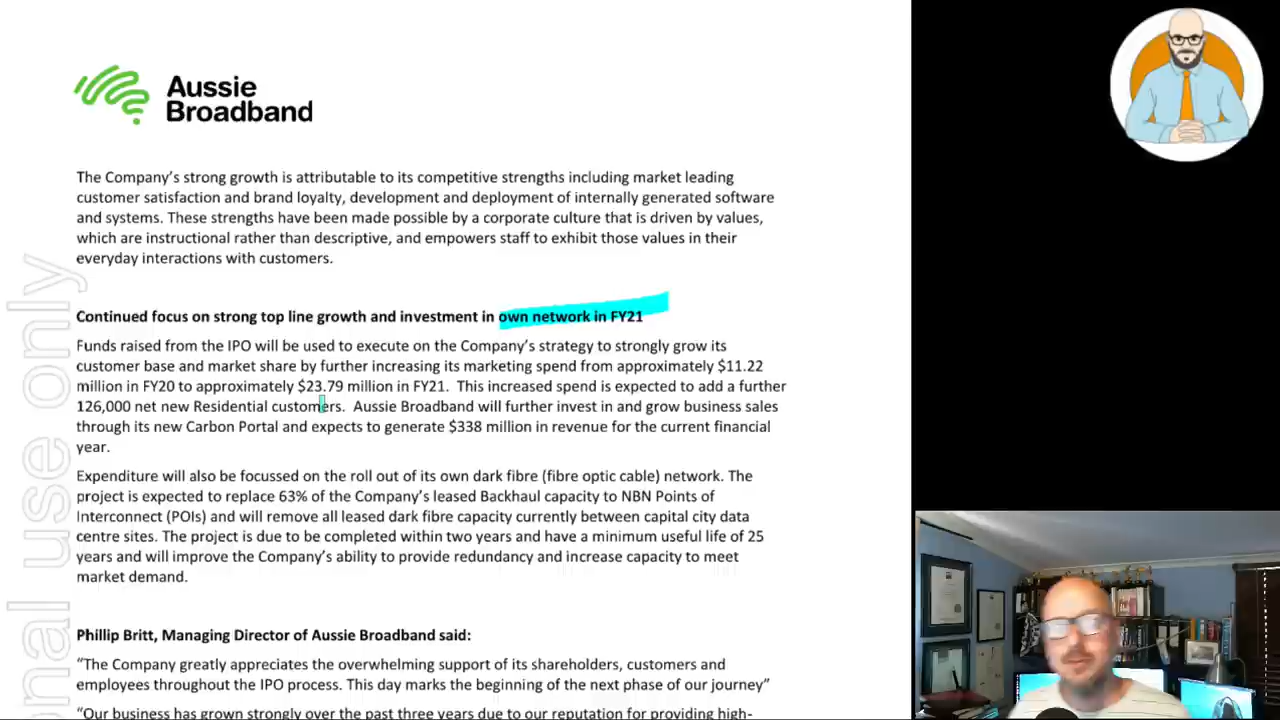 Aussie
Broadband
The Company's strong growth is attributable to its competitive strengths including market leading
customer satisfaction and brand loyalty, development and deployment of internally generated software
and systems. These strengths have been made possible by a corporate culture that is driven by values,
which are instructional rather than descriptive, and empowers staff to exhibit those values in their
everyday interactions with customers.
Continued focus on strong top line growth and investment in own network in FY21
Funds raised from the IPO will be used to execute on the Company's strategy to strongly grow its
customer base and market share by further increasing its marketing spend from approximately $11.22
million in FY20 to approximately $23.79 million in FY21.  This increased spend is expected to add a further
126,000 net new Residential customers.  Aussie Broadband will further invest in and grow business sales
through its new Carbon Portal and expects to generate $338 million in revenue for the current financial
year.
Expenditure will also be focussed on the roll out of its own dark fibre (fibre optic cable) network. The
project is expected to replace 63% of the Company's leased Backhaul capacity to NBN Points of
Interconnect (POIs) and will remove all leased dark fibre capacity currently between capital city data
centre sites. The project is due to be completed within two years and have a minimum useful life of 25
years and will improve the Company's ability to provide redundancy and increase capacity to meet
market demand.
Phillip Britt, Managing Director of Aussie Broadband said:
"The Company greatly appreciates the overwhelming support of its shareholders, customers and
employees throughout the IPO process. This day marks the beginning of the next phase of our journey"
"Our business has grown strongly over the past three years due to our reputation for providing high-
onal use only